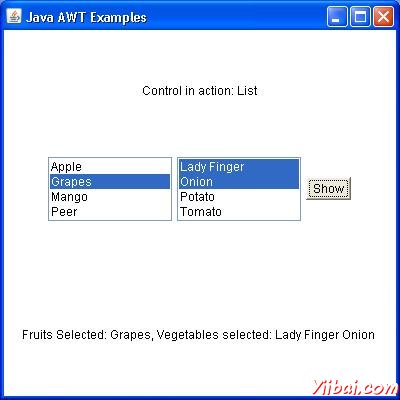 Java AWT Examples
Control in action: List
Apple
Grapes
Mango
Peer
Lady Finger
Onion
Potato
Tomato
Show
Fruits Selected: Grapes, Vegetables selected: Lady Finger Onion
Yiibai.com